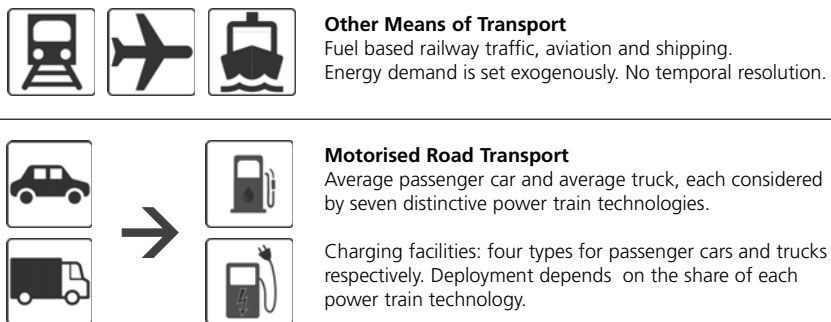 Other Means of Transport
Fuel based railway traffic, aviation and shipping.
Energy demand is set exogenously. No temporal resolution.
Motorised Road Transport
Average passenger car and average truck, each considered
by seven distinctive power train technologies.
Charging facilities: four types for passenger cars and trucks
respectively. Deployment depends  on the share of each
power train technology.